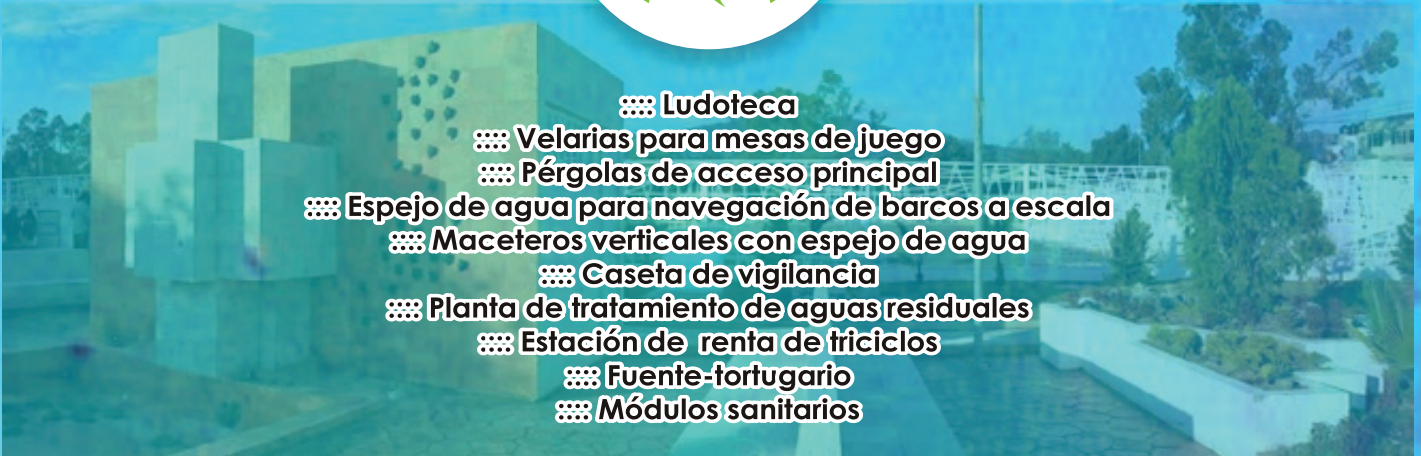 :::: Ludoteca
:::: Velarias para mesas de juego
:::: Pérgolas de acceso principal
:::: Espejo de agua para navegación de barcos a escala
:::: Maceteros verticales con espejo de agua
:::: Caseta de vigilancia
:::: Planta de tratamiento de aguas residuales
:::: Estación de  renta de triciclos
:::: Fuente-tortugario
:::: Módulos sanitarios